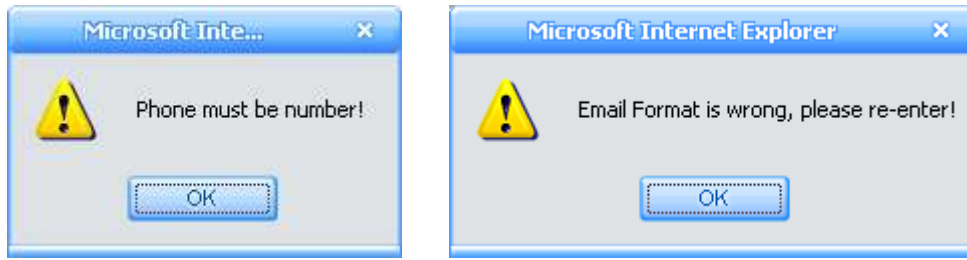 Microsoft Inte...
Phone must be number!
OK
Microsoft Internet Explorer
Email Format is wrong, please re-enter!
OK